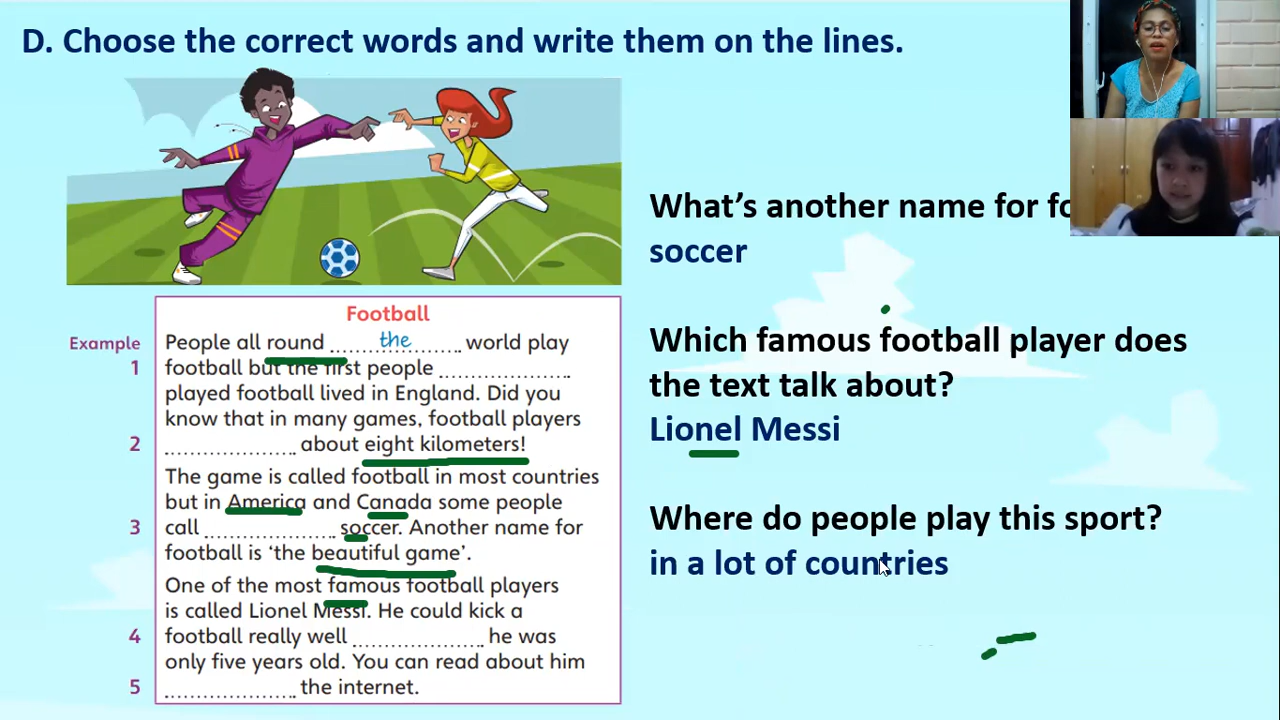 D. Choose the correct words and write them on the lines.
Football
Example People all round the world play
1 football but the first people
played football lived in England. Did you
know that in many games, football players
2 about eight kilometers!
The game is called football in most countries
but in America and Canada some people
3 call soccer. Another name for
football is ‘the beautiful game’.
One of the most famous football players
is called Lionel Messi. He could kick a
4 football really well he was
only five years old. You can read about him
5 the internet.
What’s another name for
soccer
Which famous football player does
the text talk about?
Lionel Messi
Where do people play this sport?
in a lot of countries